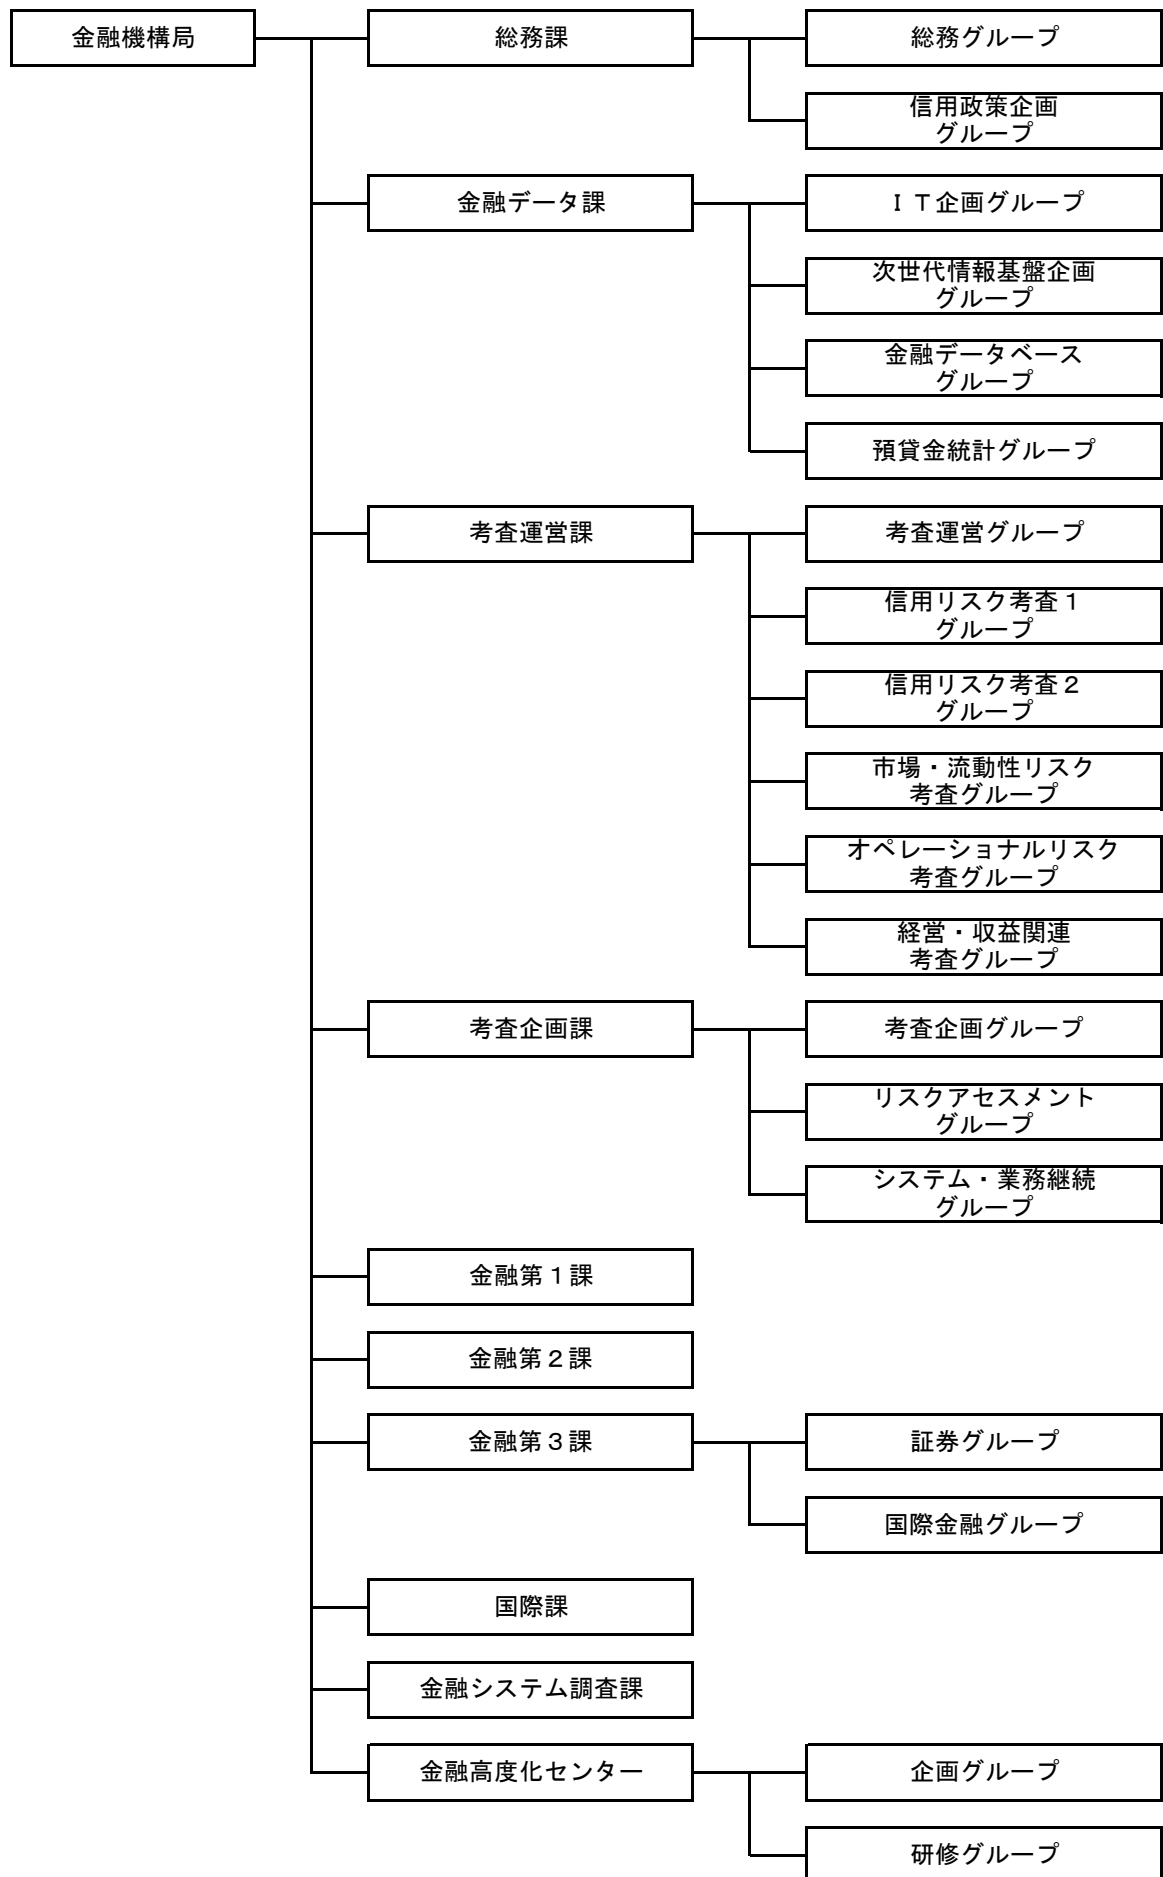 金融機構局
総務課
総務グループ
信用政策企画
グループ
金融データ課
ＩＴ企画グループ
次世代情報基盤企画
グループ
金融データベース
グループ
預貸金統計グループ
考査運営課
考査運営グループ
信用リスク考査１
グループ
信用リスク考査２
グループ
市場・流動性リスク
考査グループ
オペレーショナルリスク
考査グループ
経営・収益関連
考査グループ
考査企画課
考査企画グループ
リスクアセスメント
グループ
システム・業務継続
グループ
金融第１課
金融第２課
金融第３課
証券グループ
国際金融グループ
国際課
金融システム調査課
金融高度化センター
企画グループ
研修グループ